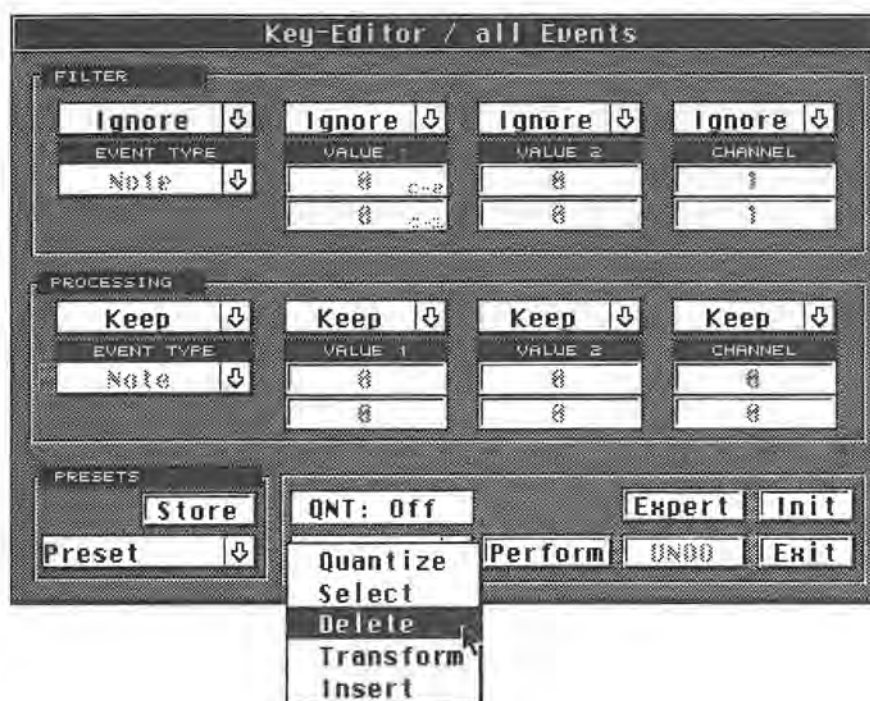 Key-Editor / all Events
FILTER
Ignore Ignore Ignore Ignore
EVENT TYPE VALUE 1 VALUE 2 CHANNEL
Note 0 c-2 0 1
0 c-2 0 1
PROCESSING
Keep Keep Keep Keep
EVENT TYPE VALUE 1 VALUE 2 CHANNEL
Note 0 0 0
0 0 0
PRESETS
Store QNT: Off Expert Init
Preset Perform UNDO Exit
Quantize
Select
Delete
Transform
Insert